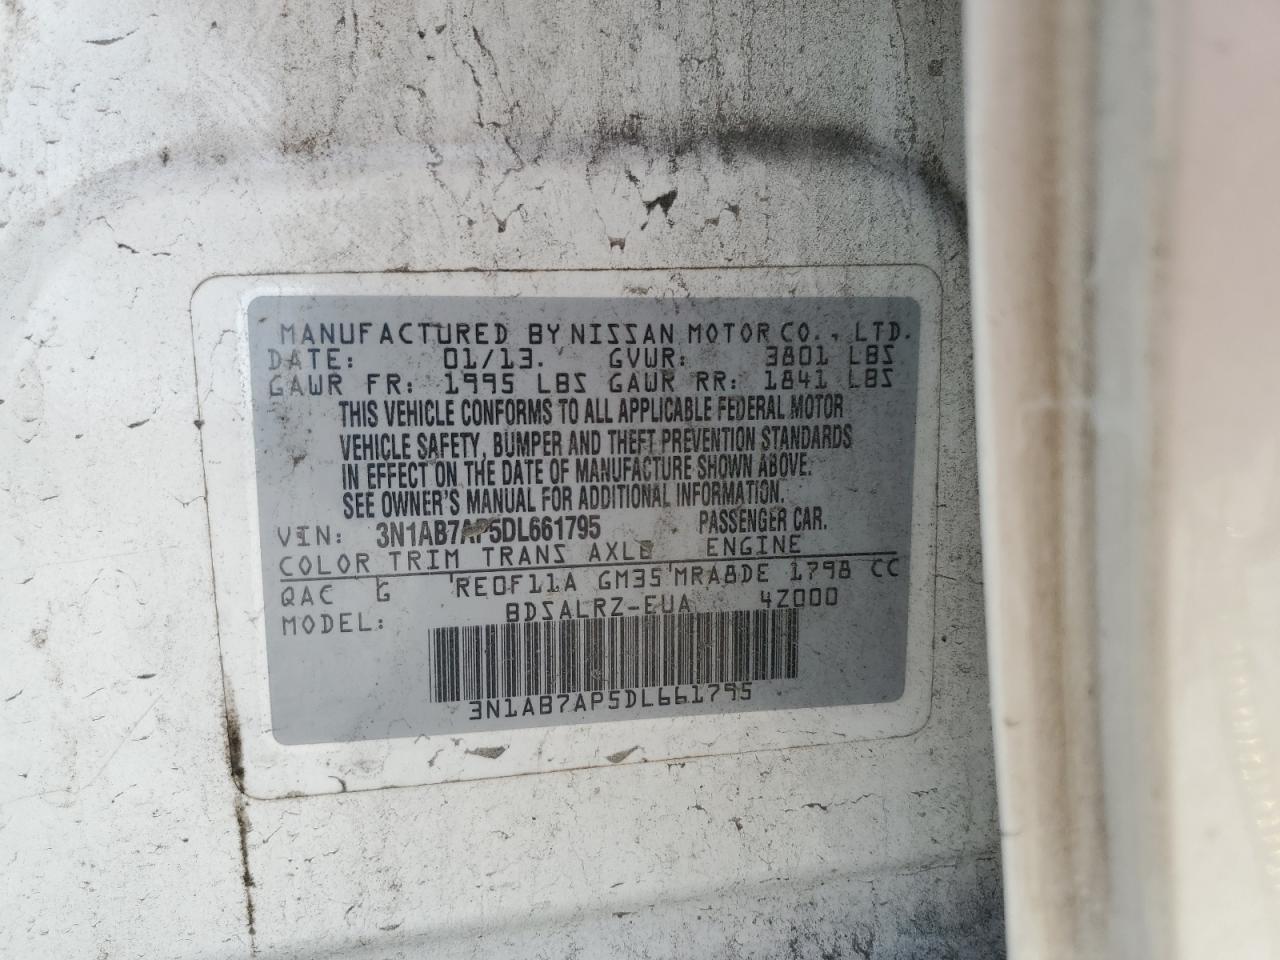 MANUFACTURED BY NISSAN MOTOR CO., LTD.
DATE: 01/13. GVWR: 3801 LBS
GAWR FR: 1995 LBS GAWR RR: 1841 LBS
THIS VEHICLE CONFORMS TO ALL APPLICABLE FEDERAL MOTOR
VEHICLE SAFETY, BUMPER AND THEFT PREVENTION STANDARDS
IN EFFECT ON THE DATE OF MANUFACTURE SHOWN ABOVE.
SEE OWNER'S MANUAL FOR ADDITIONAL INFORMATION.
VIN: 3N1AB7AP5DL661795 PASSENGER CAR.
COLOR TRIM TRANS AXLE ENGINE
QAC G RE0F11A GM35 MRA8DE 1798 CC
MODEL: BDSALRZ-EUA 4Z000
3N1AB7AP5DL661795